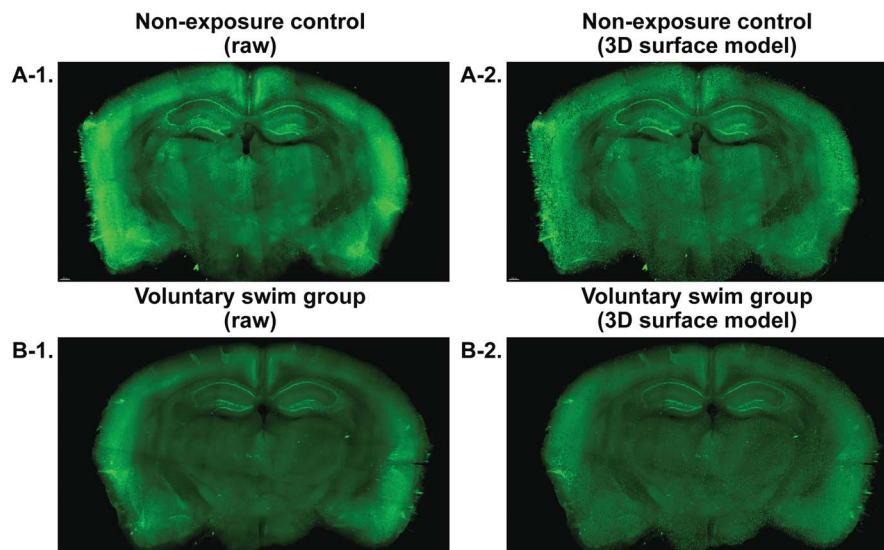 Non-exposure control
(raw)
Non-exposure control
(3D surface model)
A-1.
A-2.
Voluntary swim group
(raw)
Voluntary swim group
(3D surface model)
B-1.
B-2.